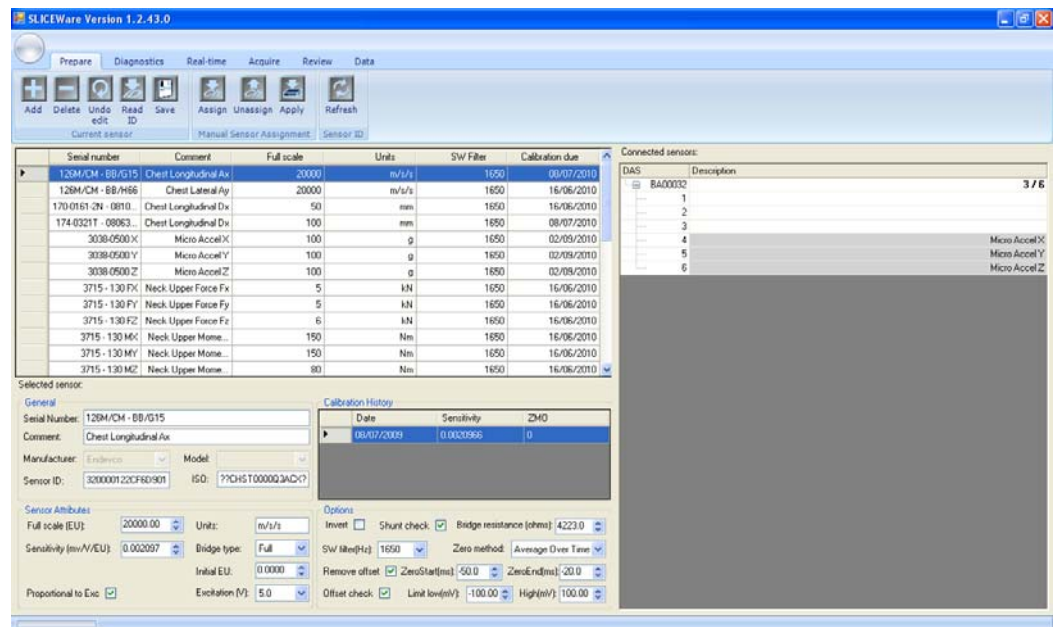 SLICEWare Version 1.2.43.0
Prepare Diagnostics Real-time Acquire Review Data
Add Delete Undo edit Read ID Save Assign Unassign Apply Refresh
Current sensor Manual Sensor Assignment Sensor ID
Serial number Comment Full scale Units SW Filter Calibration due
126M/CM - BB/G15 Chest Longitudinal Ax 20000 m/s/s 1650 08/07/2010
126M/CM - BB/H66 Chest Lateral Ay 20000 m/s/s 1650 16/06/2010
170-0161-2N - 0810... Chest Longitudinal Dx 50 mm 1650 16/06/2010
174-0321T - 08063... Chest Longitudinal Dx 100 mm 1650 08/07/2010
3038-0500 X Micro Accel X 100 g 1650 02/09/2010
3038-0500 Y Micro Accel Y 100 g 1650 02/09/2010
3038-0500 Z Micro Accel Z 100 g 1650 02/09/2010
3715 - 130 FX Neck Upper Force Fx 5 kN 1650 16/06/2010
3715 - 130 FY Neck Upper Force Fy 5 kN 1650 16/06/2010
3715 - 130 FZ Neck Upper Force Fz 6 kN 1650 16/06/2010
3715 - 130 MX Neck Upper Mome... 150 Nm 1650 16/06/2010
3715 - 130 MY Neck Upper Mome... 150 Nm 1650 16/06/2010
3715 - 130 MZ Neck Upper Mome... 80 Nm 1650 16/06/2010
Connected sensors:
DAS Description
BA00032 3 / 6
1
2
3
4 Micro Accel X
5 Micro Accel Y
6 Micro Accel Z
Selected sensor:
General
Serial Number: 126M/CM - BB/G15
Comment: Chest Longitudinal Ax
Manufacturer: Endevco Model:
Sensor ID: 320000122CF6D901 ISO: ??CHST0000Q3ACX?
Calibration History
Date Sensitivity ZMO
08/07/2009 0.0020966 0
Sensor Attributes
Full scale (EU): 20000.00 Units: m/s/s
Sensitivity (mv/V/EU): 0.002097 Bridge type: Full
Initial EU: 0.0000
Proportional to Exc Excitation (V): 5.0
Options
Invert Shunt check Bridge resistance (ohms): 4223.0
SW filter(Hz): 1650 Zero method: Average Over Time
Remove offset ZeroStart(ms): -50.0 ZeroEnd(ms): -20.0
Offset check Limit low(mV): -100.00 High(mV): 100.00